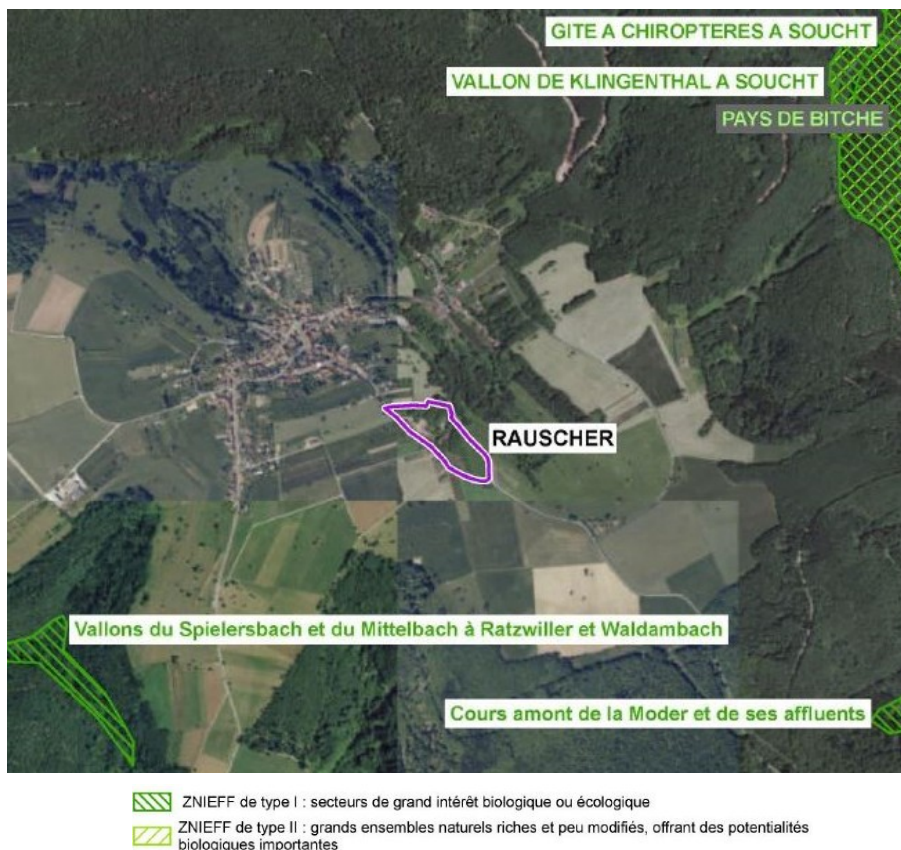 GITE A CHIROPTERES A SOUCHT
VALLON DE KLINGENTHAL A SOUCHT
PAYS DE BITCHE
RAUSCHER
Vallons du Spielersbach et du Mittelbach à Ratzwiller et Waldambach
Cours amont de la Moder et de ses affluents
ZNIEFF de type I : secteurs de grand intérêt biologique ou écologique
ZNIEFF de type II : grands ensembles naturels riches et peu modifiés, offrant des potentialités
biologiques importantes